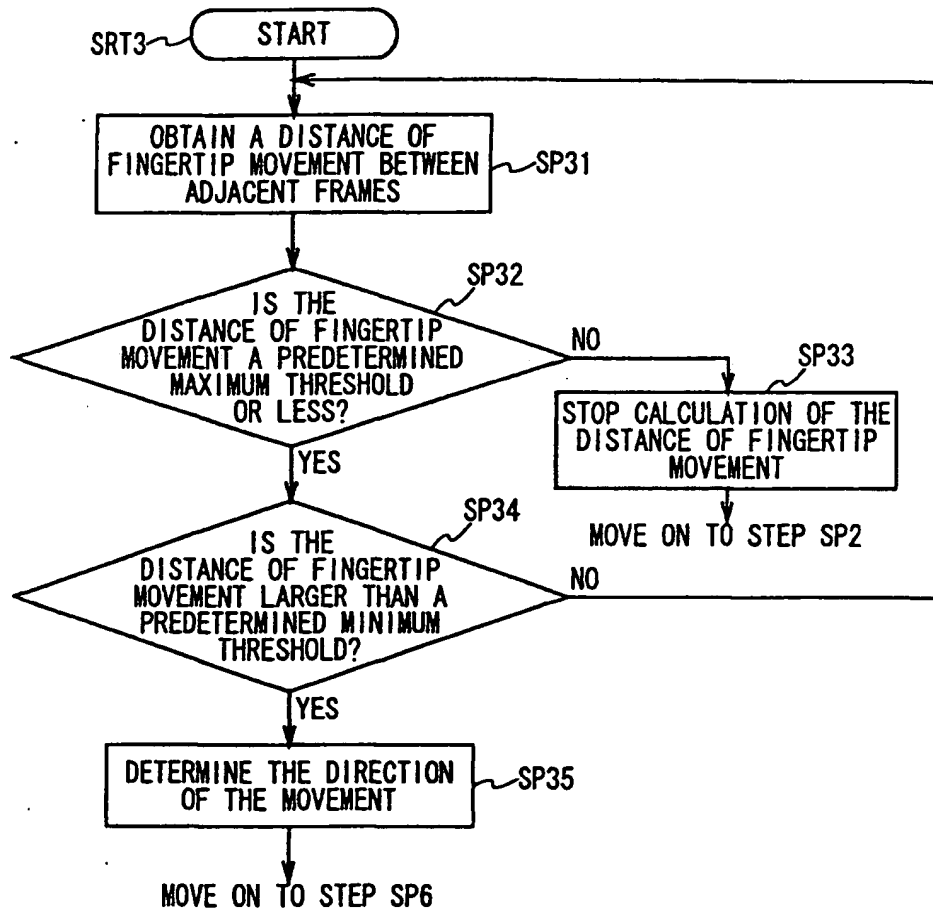 SRT3
START
OBTAIN A DISTANCE OF
FINGERTIP MOVEMENT BETWEEN
ADJACENT FRAMES
SP31
SP32
IS THE
DISTANCE OF FINGERTIP
MOVEMENT A PREDETERMINED
MAXIMUM THRESHOLD
OR LESS?
NO
YES
SP33
STOP CALCULATION OF THE
DISTANCE OF FINGERTIP
MOVEMENT
MOVE ON TO STEP SP2
SP34
IS THE
DISTANCE OF FINGERTIP
MOVEMENT LARGER THAN A
PREDETERMINED MINIMUM
THRESHOLD?
NO
YES
DETERMINE THE DIRECTION
OF THE MOVEMENT
SP35
MOVE ON TO STEP SP6